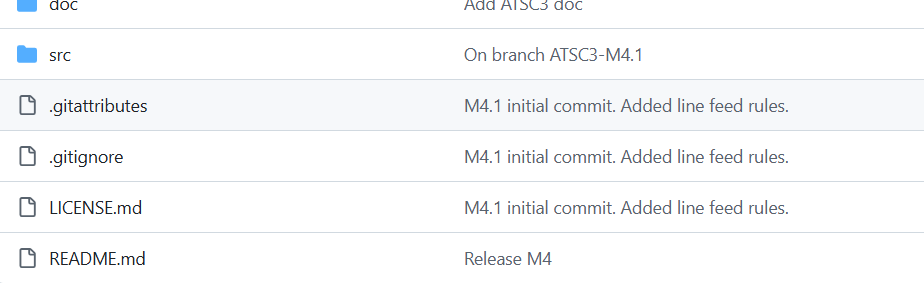 doc Add ATSC3 doc
src On branch ATSC3-M4.1
.gitattributes M4.1 initial commit. Added line feed rules.
.gitignore M4.1 initial commit. Added line feed rules.
LICENSE.md M4.1 initial commit. Added line feed rules.
README.md Release M4